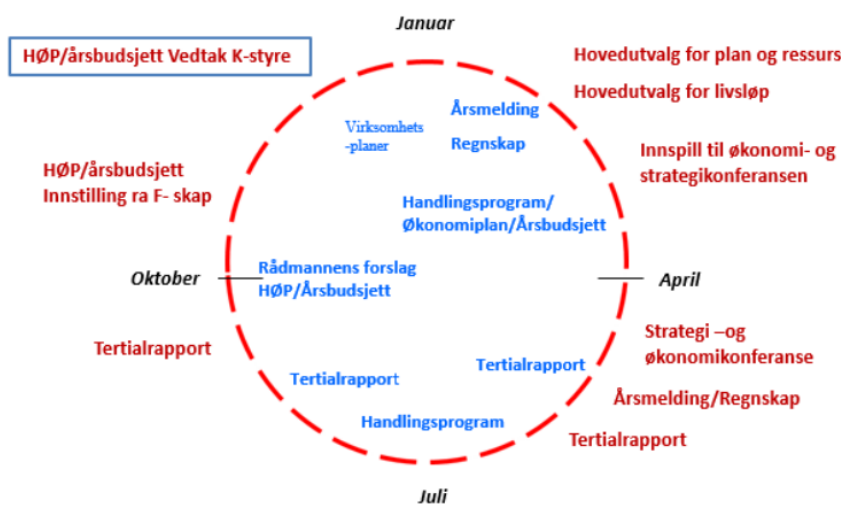 Januar
HØP/årsbudsjett Vedtak K-styre
Hovedutvalg for plan og ressurs
Hovedutvalg for livsløp
Årsmelding
Virksomhets
-planer
Regnskap
Innspill til økonomi- og
strategikonferansen
HØP/årsbudsjett
Innstilling ra F- skap
Handlingsprogram/
Økonomiplan/Årsbudsjett
Oktober
Rådmannens forslag
HØP/Årsbudsjett
April
Strategi –og
økonomikonferanse
Tertialrapport
Tertialrapport
Tertialrapport
Årsmelding/Regnskap
Handlingsprogram
Tertialrapport
Juli